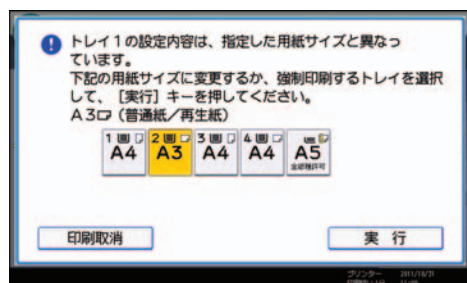 トレイ1の設定内容は、指定した用紙サイズと異なっ
ています。
下記の用紙サイズに変更するか、強制印刷するトレイを選択
して、［実行］キーを押してください。
A3（普通紙/再生紙）
1 2 3 4
A4 A3 A4 A4 A5
印刷取消 実 行
プリンター 2011/10/31